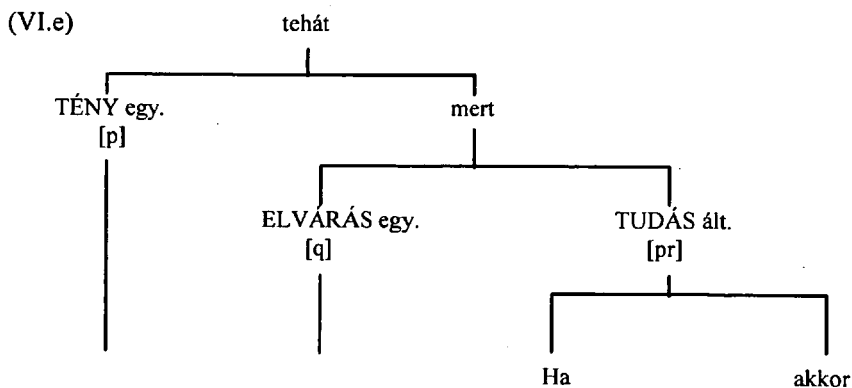 (VI.e)
tehát
TÉNY egy.
[p]
mert
ELVÁRÁS egy.
[q]
TUDÁS ált.
[pr]
Ha
akkor